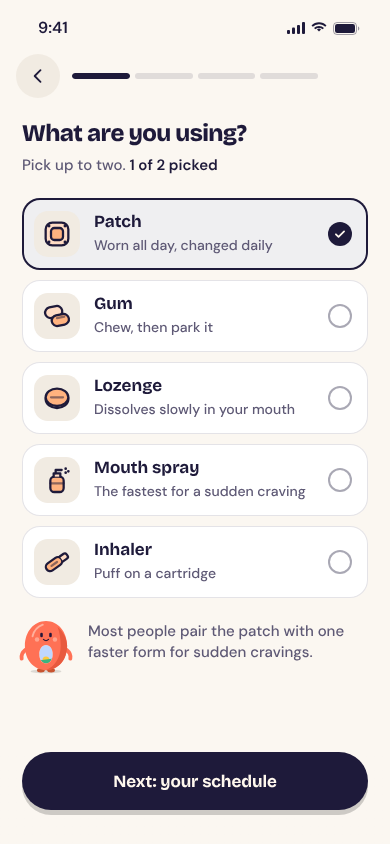 9:41
What are you using?
Pick up to two. 1 of 2 picked
Patch
Worn all day, changed daily
Gum
Chew, then park it
Lozenge
Dissolves slowly in your mouth
Mouth spray
The fastest for a sudden craving
Inhaler
Puff on a cartridge
Most people pair the patch with one
faster form for sudden cravings.
Next: your schedule